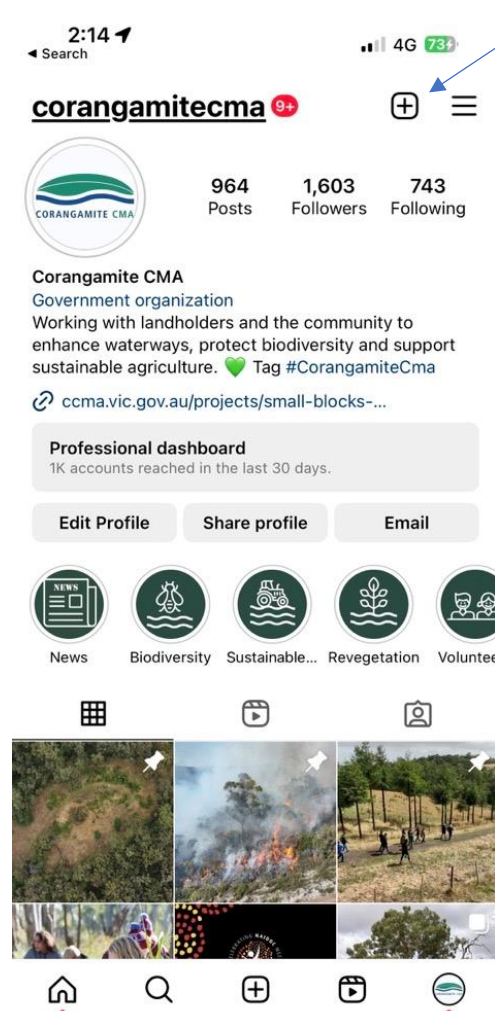 2:14
Search
4G 73
corangamitecma 9+
CORANGAMITE CMA
964 1,603 743
Posts Followers Following
Corangamite CMA
Government organization
Working with landholders and the community to
enhance waterways, protect biodiversity and support
sustainable agriculture. 💚 Tag #CorangamiteCma
ccma.vic.gov.au/projects/small-blocks-...
Professional dashboard
1K accounts reached in the last 30 days.
Edit Profile Share profile Email
NEWS
News Biodiversity Sustainable... Revegetation Voluntee